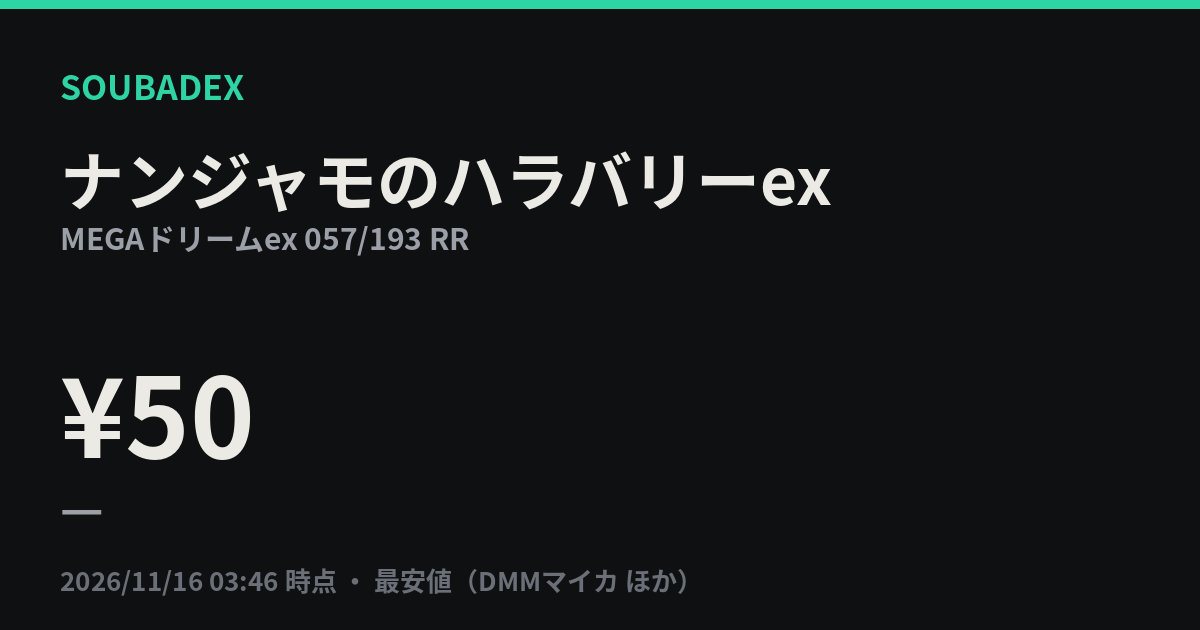 SOUBADEX
ナンジャモのハラバリーex
MEGAドリームex 057/193 RR
¥50
—
2026/11/16 03:46 時点 ・ 最安値（DMMマイカ ほか）